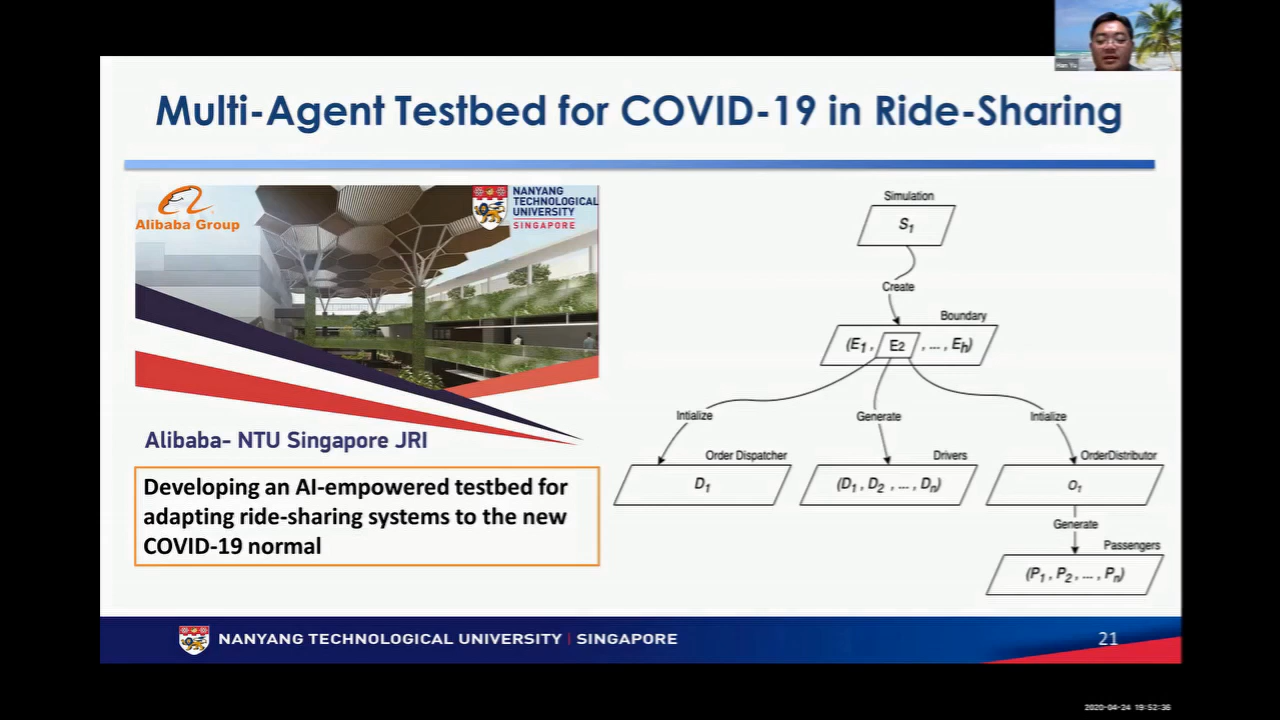 Han Yu
Multi-Agent Testbed for COVID-19 in Ride-Sharing
Alibaba Group
NANYANG
TECHNOLOGICAL
UNIVERSITY
SINGAPORE
Alibaba- NTU Singapore JRI
Developing an AI-empowered testbed for
adapting ride-sharing systems to the new
COVID-19 normal
Simulation
S1
Create
Boundary
(E1, E2, ..., Eh)
Intialize
Generate
Intialize
Order Dispatcher
D1
Drivers
(D1, D2, ..., Dn)
OrderDistributor
O1
Generate
Passengers
(P1, P2, ..., Pn)
NANYANG TECHNOLOGICAL UNIVERSITY | SINGAPORE
21
2020-04-24 19:52:36